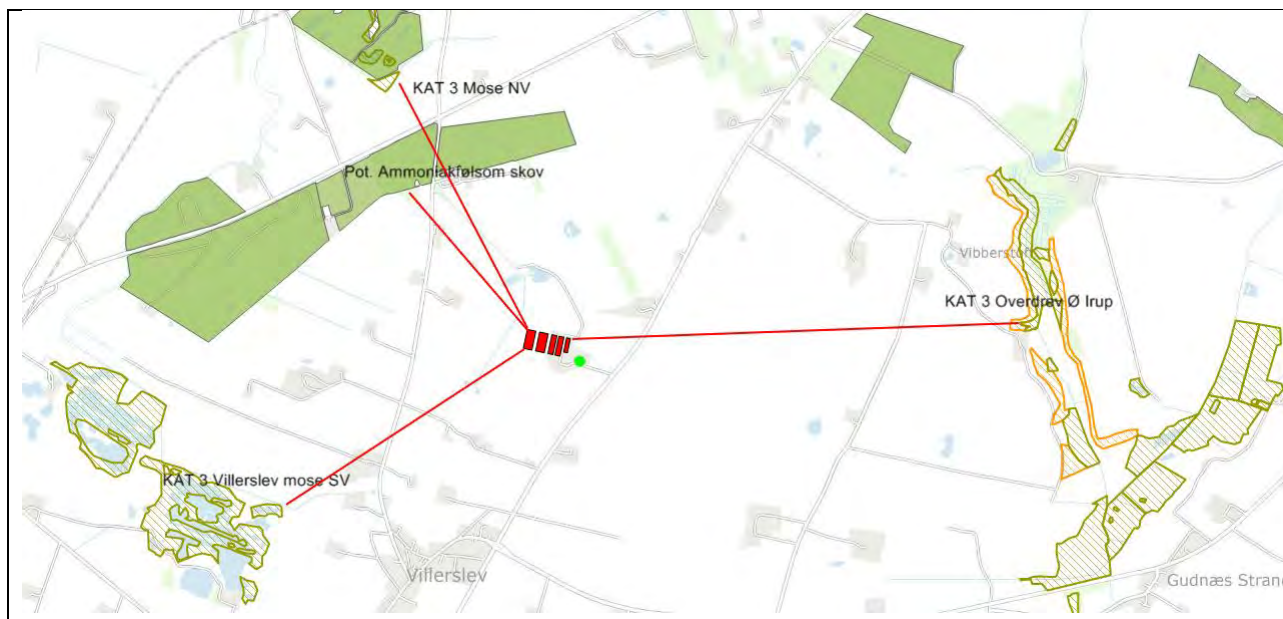 KAT 3 Mose NV
Pot. Ammoniakfølsom skov
Vibberstoft
KAT 3 Overdrev Ø Irup
KAT 3 Villerslev mose SV
Villerslev
Gudnæs Strand